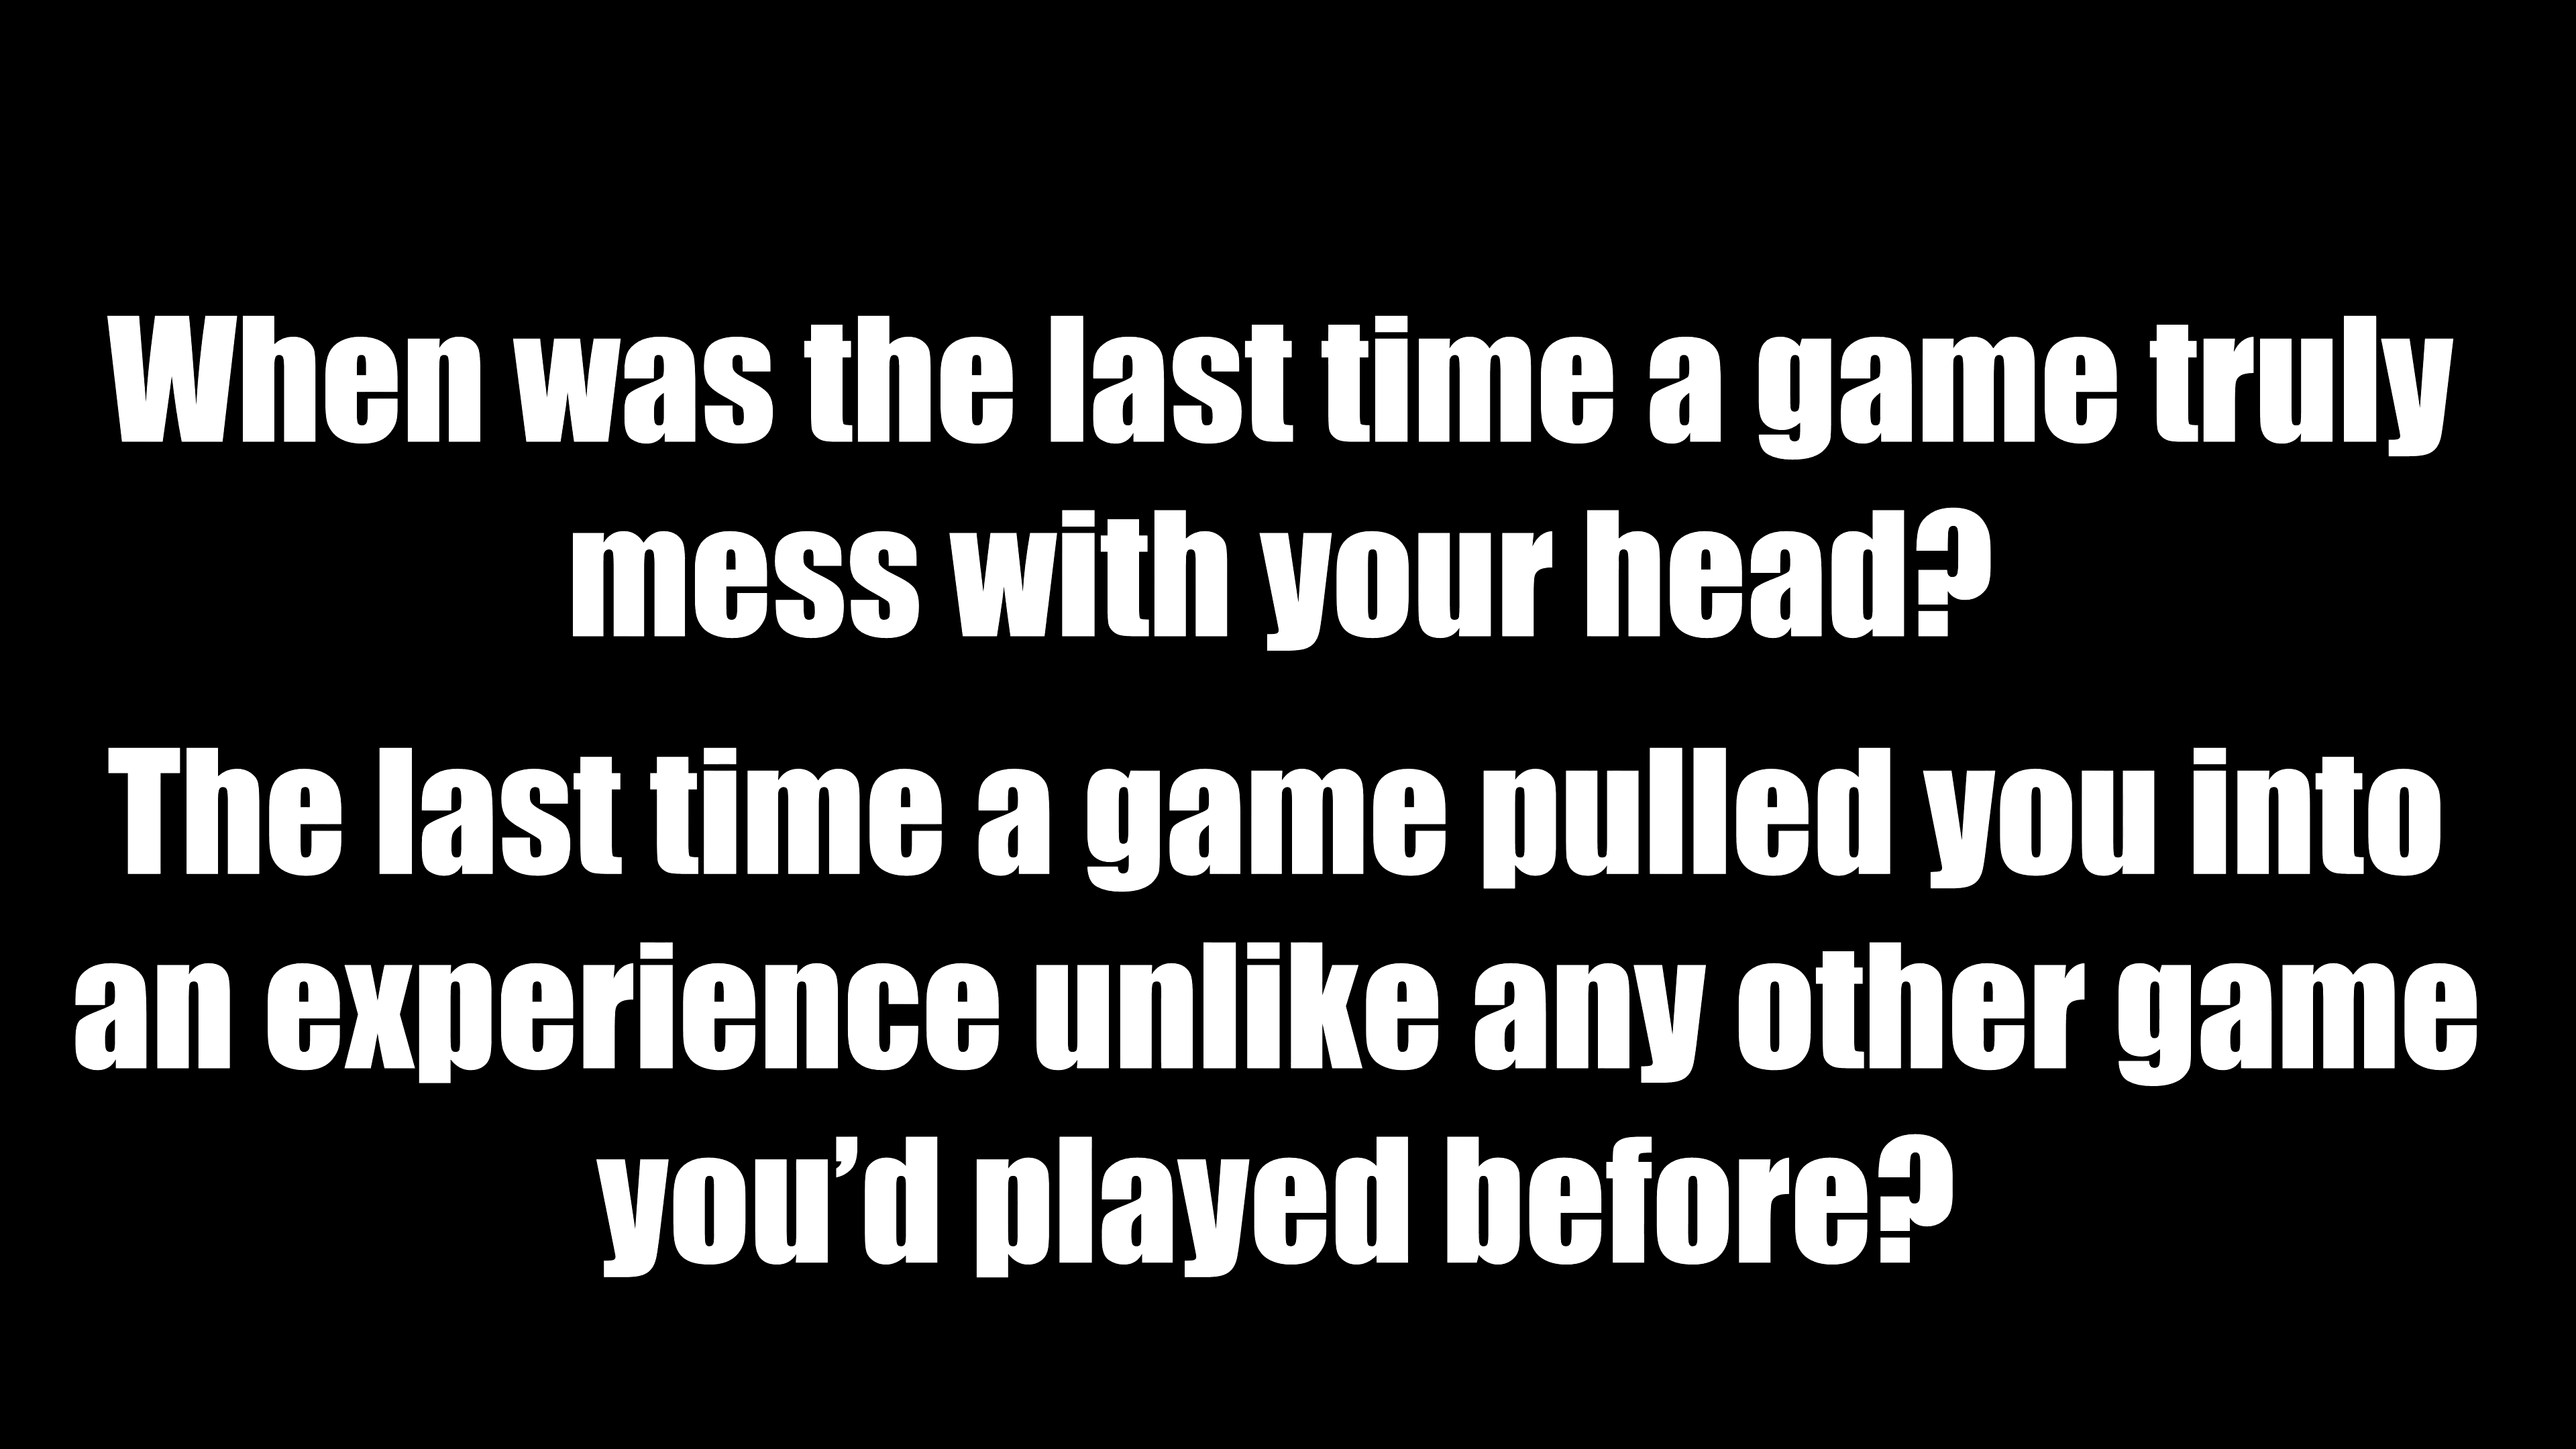 When was the last time a game truly
mess with your head?
The last time a game pulled you into
an experience unlike any other game
you’d played before?